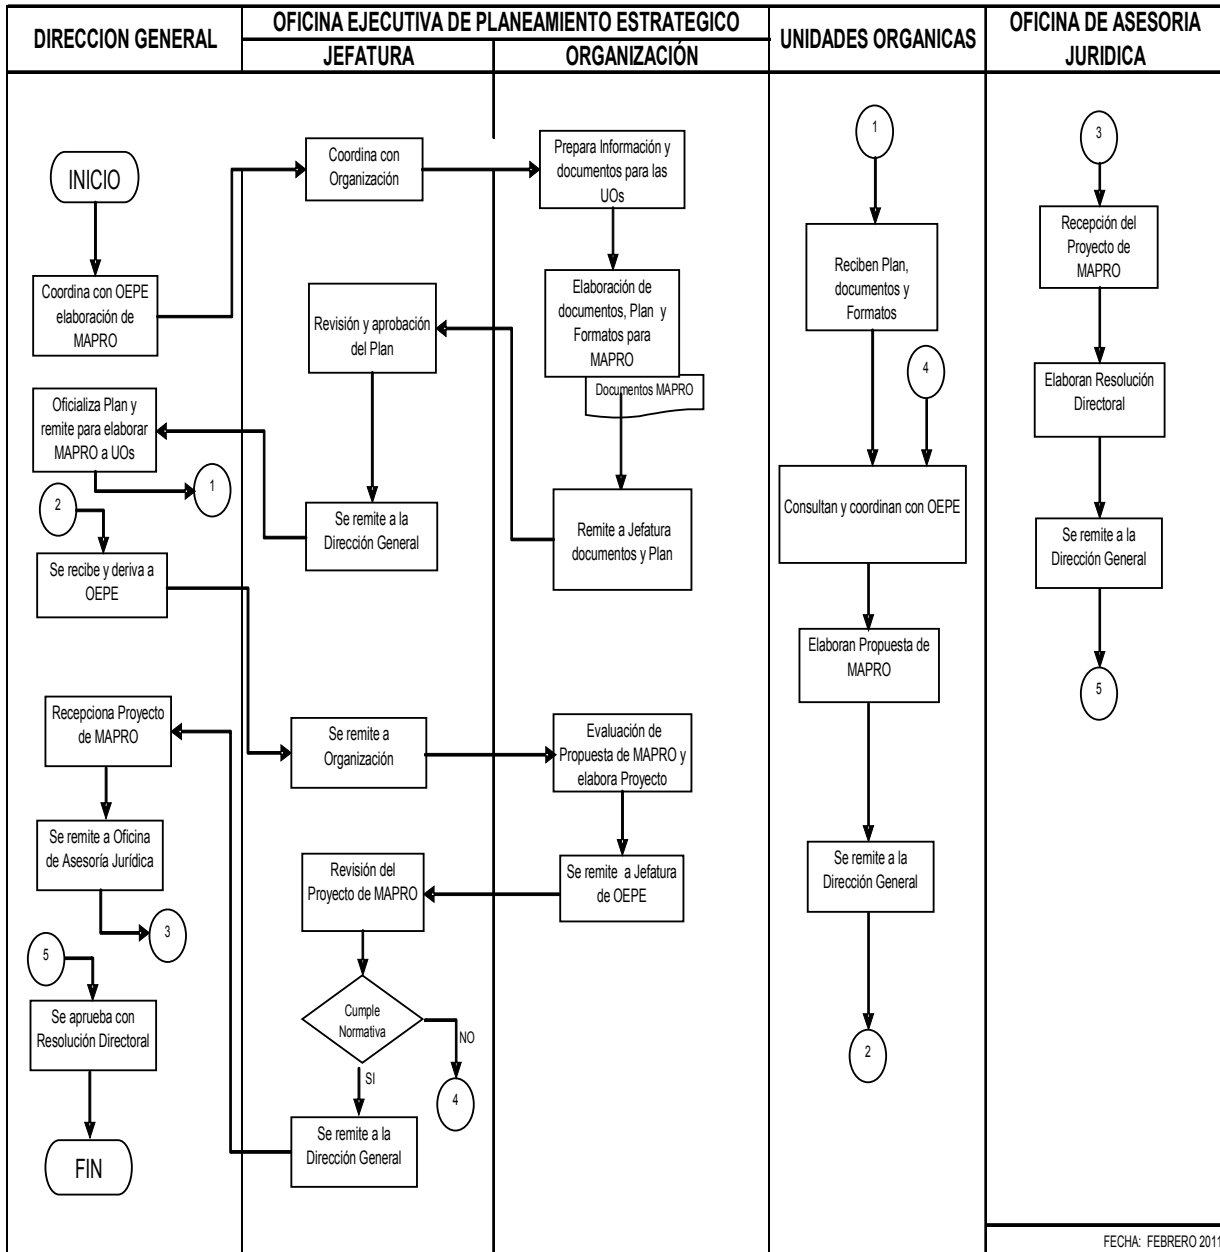 DIRECCION GENERAL
OFICINA EJECUTIVA DE PLANEAMIENTO ESTRATEGICO
JEFATURA
ORGANIZACIÓN
UNIDADES ORGANICAS
OFICINA DE ASESORIA
JURIDICA
INICIO
Coordina con OEPE
elaboración de
MAPRO
Oficializa Plan y
remite para elaborar
MAPRO a UOs
1
2
Se recibe y deriva a
OEPE
Recepciona Proyecto
de MAPRO
Se remite a Oficina
de Asesoría Jurídica
3
5
Se aprueba con
Resolución Directoral
FIN
Coordina con
Organización
Revisión y aprobación
del Plan
Se remite a la
Dirección General
Se remite a
Organización
Revisión del
Proyecto de MAPRO
Cumple
Normativa
NO
SI
4
Se remite a la
Dirección General
Prepara Información y
documentos para las
UOs
Elaboración de
documentos, Plan y
Formatos para
MAPRO
Documentos MAPRO
Remite a Jefatura
documentos y Plan
Evaluación de
Propuesta de MAPRO y
elabora Proyecto
Se remite a Jefatura
de OEPE
1
Reciben Plan,
documentos y
Formatos
4
Consultan y coordinan con OEPE
Elaboran Propuesta de
MAPRO
Se remite a la
Dirección General
2
3
Recepción del
Proyecto de
MAPRO
Elaboran Resolución
Directoral
Se remite a la
Dirección General
5
FECHA: FEBRERO 2011